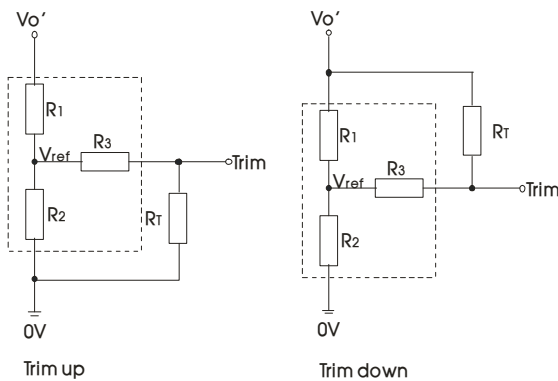 Vo'
R1
Vref
R3
Trim
R2
RT
0V
Trim up
Vo'
R1
RT
Vref
R3
Trim
R2
0V
Trim down